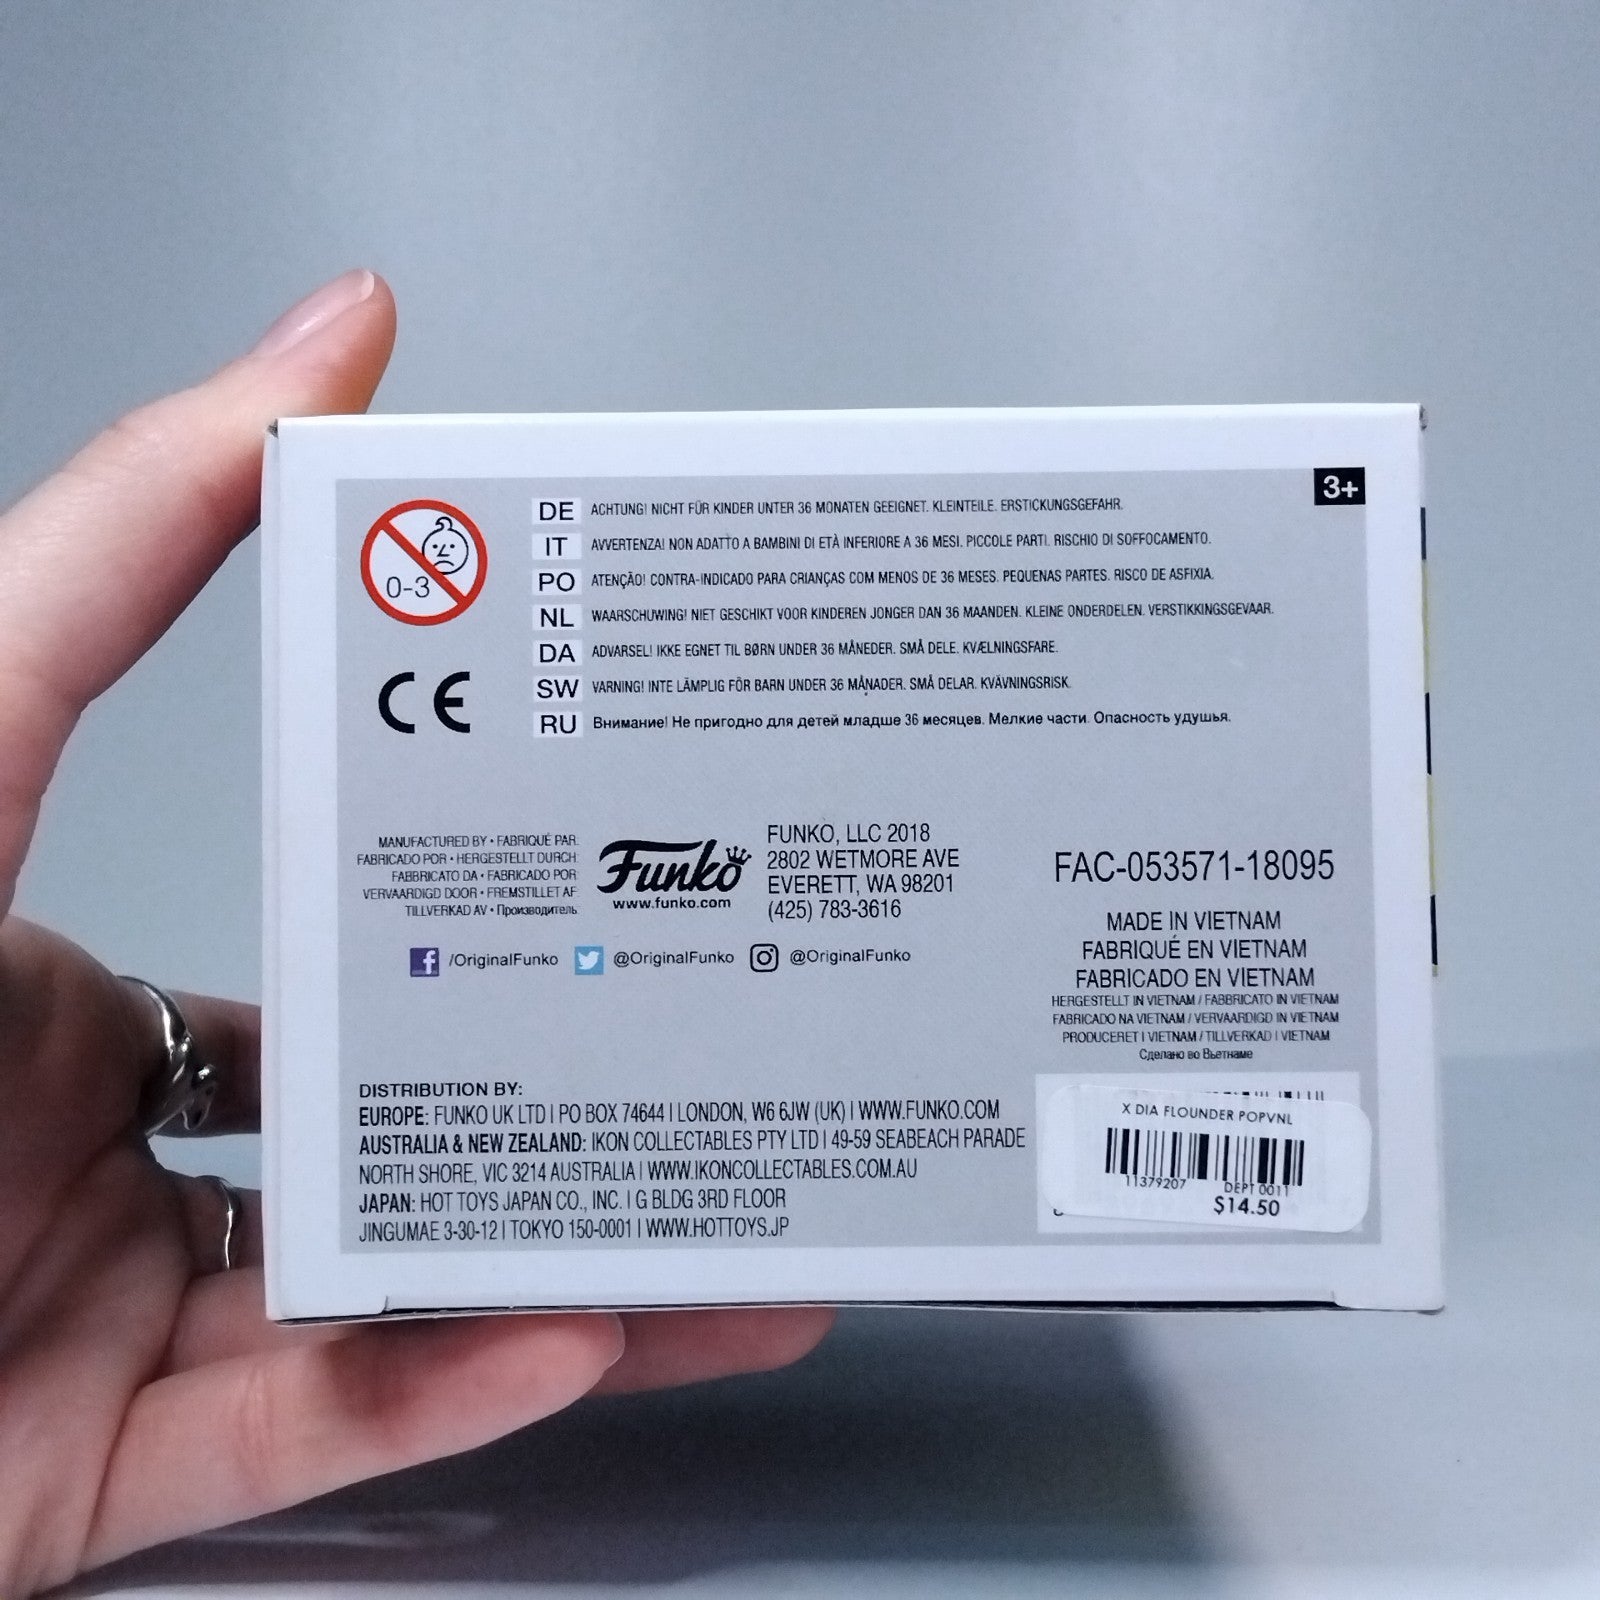 3+
0-3
DE ACHTUNG! NICHT FÜR KINDER UNTER 36 MONATEN GEEIGNET. KLEINTEILE. ERSTICKUNGSGEFAHR.
IT AVVERTENZA! NON ADATTO A BAMBINI DI ETÀ INFERIORE A 36 MESI. PICCOLE PARTI. RISCHIO DI SOFFOCAMENTO.
PO ATENÇÃO! CONTRA-INDICADO PARA CRIANÇAS COM MENOS DE 36 MESES. PEQUENAS PARTES. RISCO DE ASFIXIA.
NL WAARSCHUWING! NIET GESCHIKT VOOR KINDEREN JONGER DAN 36 MAANDEN. KLEINE ONDERDELEN. VERSTIKKINGSGEVAAR.
DA ADVARSEL! IKKE EGNET TIL BØRN UNDER 36 MÅNEDER. SMÅ DELE. KVÆLNINGSFARE.
SW VARNING! INTE LÄMPLIG FÖR BARN UNDER 36 MÅNADER. SMÅ DELAR. KVÄVNINGSRISK.
RU Внимание! Не пригодно для детей младше 36 месяцев. Мелкие части. Опасность удушья.
CE
MANUFACTURED BY • FABRIQUÉ PAR:
FABRICADO POR • HERGESTELLT DURCH:
FABBRICATO DA • FABRICADO POR:
VERVAARDIGD DOOR • FREMSTILLET AF:
TILLVERKAD AV • Производитель:
Funko
www.funko.com
FUNKO, LLC 2018
2802 WETMORE AVE
EVERETT, WA 98201
(425) 783-3616
/OriginalFunko @OriginalFunko @OriginalFunko
FAC-053571-18095
MADE IN VIETNAM
FABRIQUÉ EN VIETNAM
FABRICADO EN VIETNAM
HERGESTELLT IN VIETNAM / FABBRICATO IN VIETNAM
FABRICADO NA VIETNAM / VERVAARDIGD IN VIETNAM
PRODUCERET I VIETNAM / TILLVERKAD I VIETNAM
Сделано во Вьетнаме
DISTRIBUTION BY:
EUROPE: FUNKO UK LTD | PO BOX 74644 | LONDON, W6 6JW (UK) | WWW.FUNKO.COM
AUSTRALIA & NEW ZEALAND: IKON COLLECTABLES PTY LTD | 49-59 SEABEACH PARADE
NORTH SHORE, VIC 3214 AUSTRALIA | WWW.IKONCOLLECTABLES.COM.AU
JAPAN: HOT TOYS JAPAN CO., INC. | G BLDG 3RD FLOOR
JINGUMAE 3-30-12 | TOKYO 150-0001 | WWW.HOTTOYS.JP
X DIA FLOUNDER POPVNL
11379207 DEPT 0011
$14.50